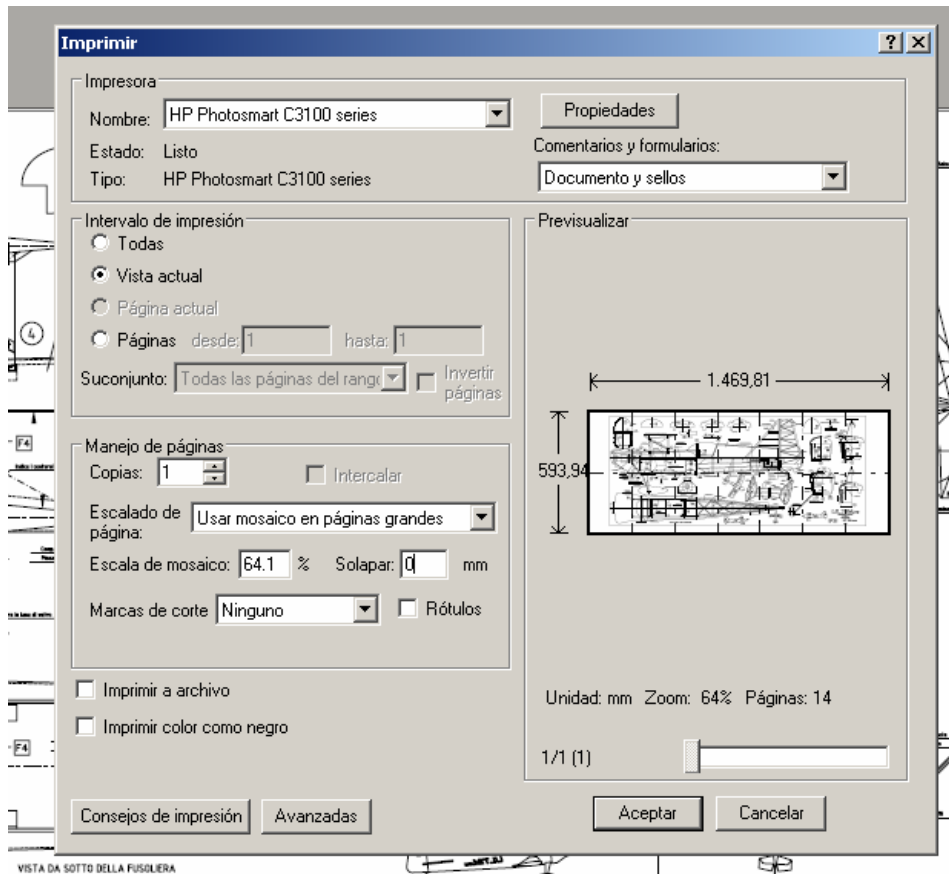 Imprimir
Impresora
Nombre: HP Photosmart C3100 series
Propiedades
Estado: Listo
Comentarios y formularios:
Tipo: HP Photosmart C3100 series
Documento y sellos
Intervalo de impresión
Todas
Vista actual
Página actual
Páginas desde: 1 hasta: 1
Suconjunto: Todas las páginas del rango
Invertir páginas
Manejo de páginas
Copias: 1
Intercalar
Escalado de página: Usar mosaico en páginas grandes
Escala de mosaico: 64.1 % Solapar: 0 mm
Marcas de corte Ninguno
Rótulos
Imprimir a archivo
Imprimir color como negro
Previsualizar
1.469,81
593,94
Unidad: mm Zoom: 64% Páginas: 14
1/1 (1)
Consejos de impresión
Avanzadas
Aceptar
Cancelar
4
F4
F4
VISTA DA SOTTO DELLA FUSOLIERA